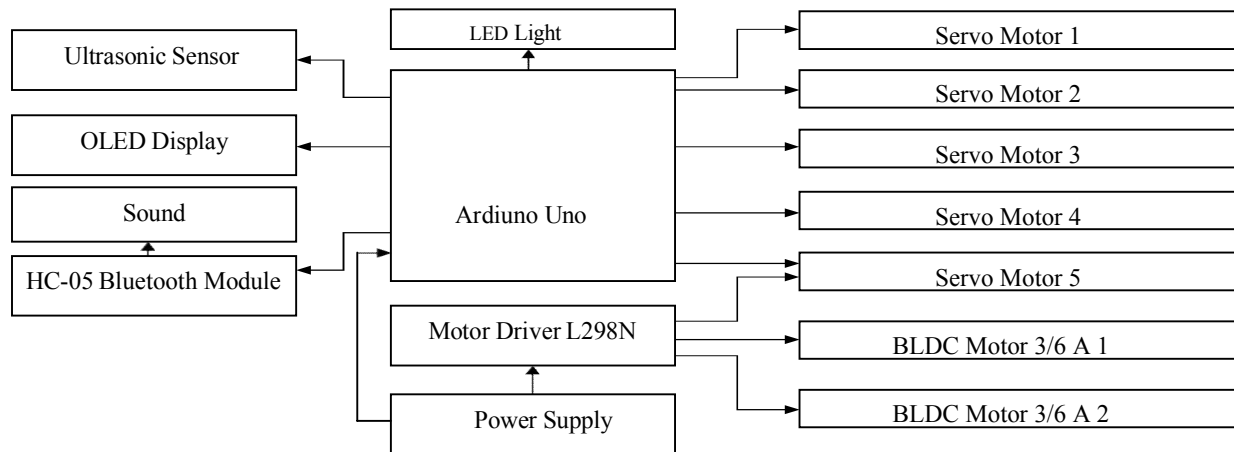 LED Light
Servo Motor 1
Ultrasonic Sensor
Servo Motor 2
OLED Display
Servo Motor 3
Sound
Ardiuno Uno
Servo Motor 4
HC-05 Bluetooth Module
Servo Motor 5
Motor Driver L298N
BLDC Motor 3/6 A 1
Power Supply
BLDC Motor 3/6 A 2